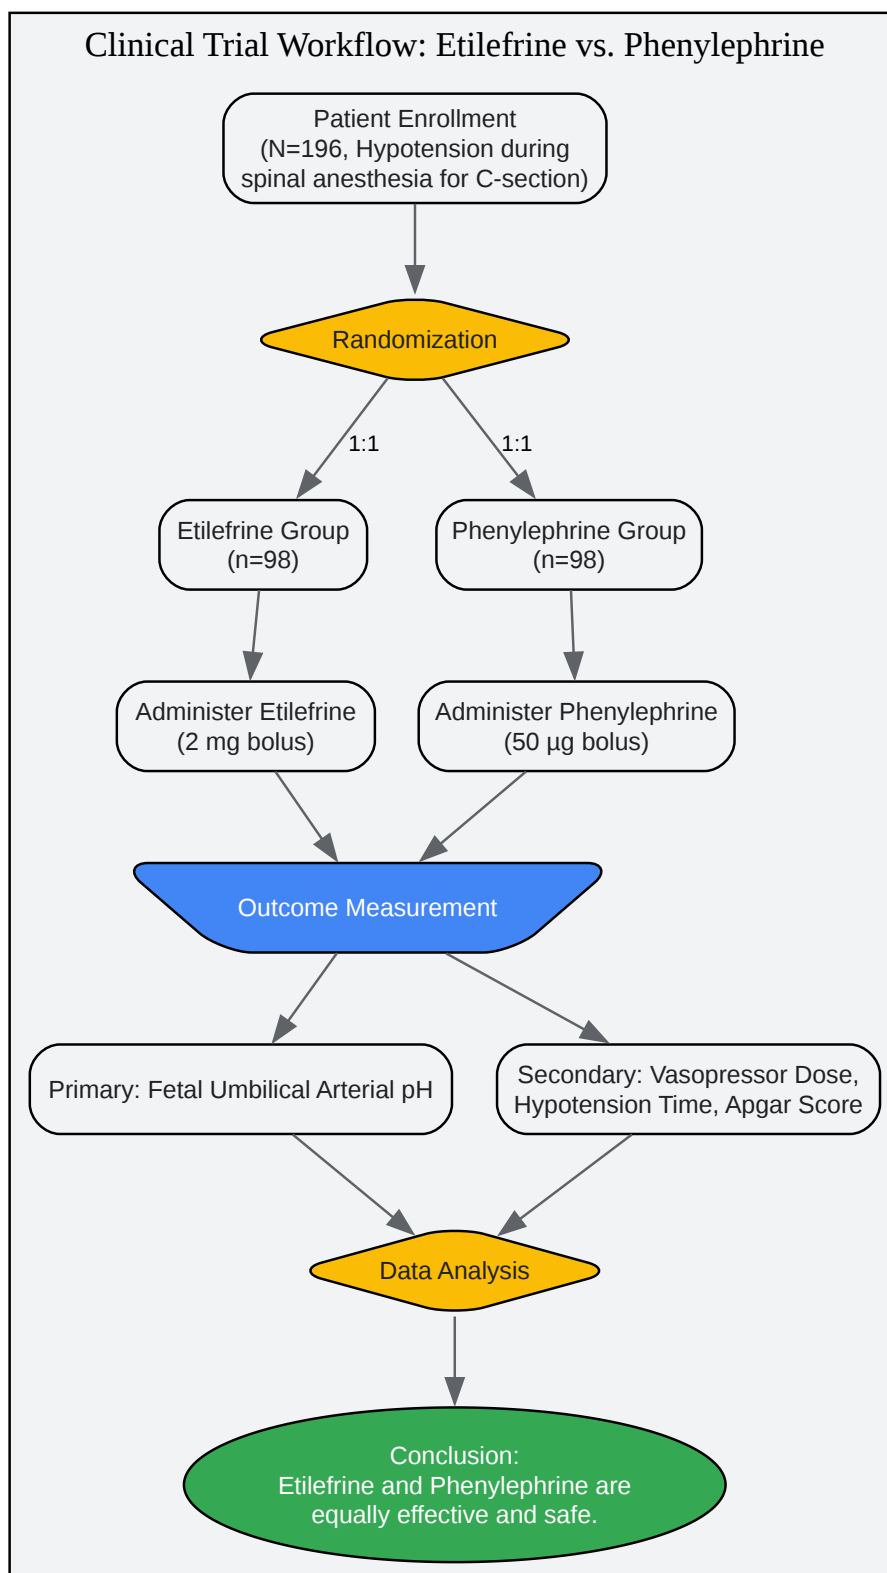 Clinical Trial Workflow: Etilefrine vs. Phenylephrine
Patient Enrollment
(N=196, Hypotension during
spinal anesthesia for C-section)
Randomization
1:1
1:1
Etilefrine Group
(n=98)
Phenylephrine Group
(n=98)
Administer Etilefrine
(2 mg bolus)
Administer Phenylephrine
(50 µg bolus)
Outcome Measurement
Primary: Fetal Umbilical Arterial pH
Secondary: Vasopressor Dose,
Hypotension Time, Apgar Score
Data Analysis
Conclusion:
Etilefrine and Phenylephrine are
equally effective and safe.